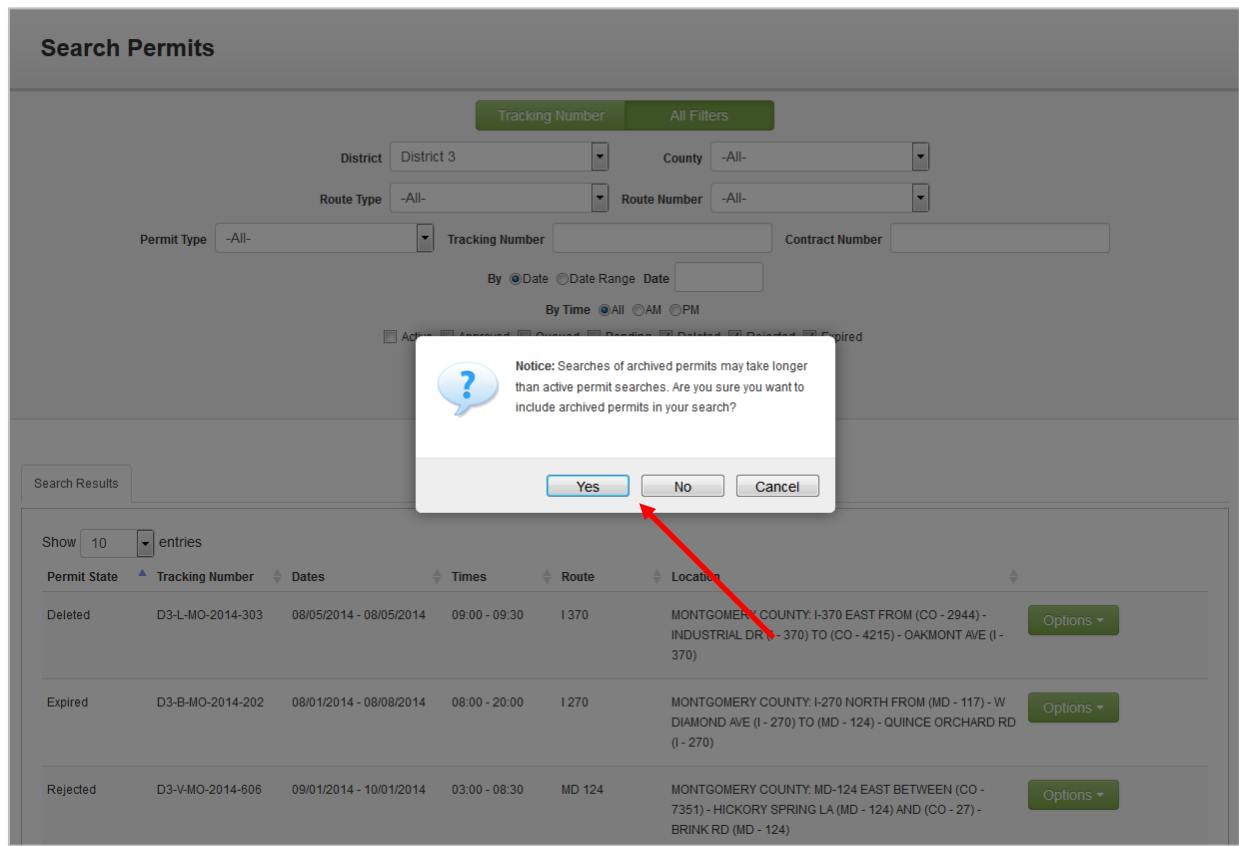 Search Permits
Tracking Number All Filters
District District 3 County -All-
Route Type -All- Route Number -All-
Permit Type -All- Tracking Number Contract Number
By Date Date Range Date
By Time All AM PM
Active Approved Queued Pending Deleted Rejected Expired
Notice: Searches of archived permits may take longer
than active permit searches. Are you sure you want to
include archived permits in your search?
Yes No Cancel
Search Results
Show 10 entries
Permit State Tracking Number Dates Times Route Location
Deleted D3-L-MO-2014-303 08/05/2014 - 08/05/2014 09:00 - 09:30 I 370 MONTGOMERY COUNTY: I-370 EAST FROM (CO - 2944) - Options
INDUSTRIAL DR (I - 370) TO (CO - 4215) - OAKMONT AVE (I -
370)
Expired D3-B-MO-2014-202 08/01/2014 - 08/08/2014 08:00 - 20:00 I 270 MONTGOMERY COUNTY: I-270 NORTH FROM (MD - 117) - W Options
DIAMOND AVE (I - 270) TO (MD - 124) - QUINCE ORCHARD RD
(I - 270)
Rejected D3-V-MO-2014-606 09/01/2014 - 10/01/2014 03:00 - 08:30 MD 124 MONTGOMERY COUNTY: MD-124 EAST BETWEEN (CO - Options
7351) - HICKORY SPRING LA (MD - 124) AND (CO - 27) -
BRINK RD (MD - 124)